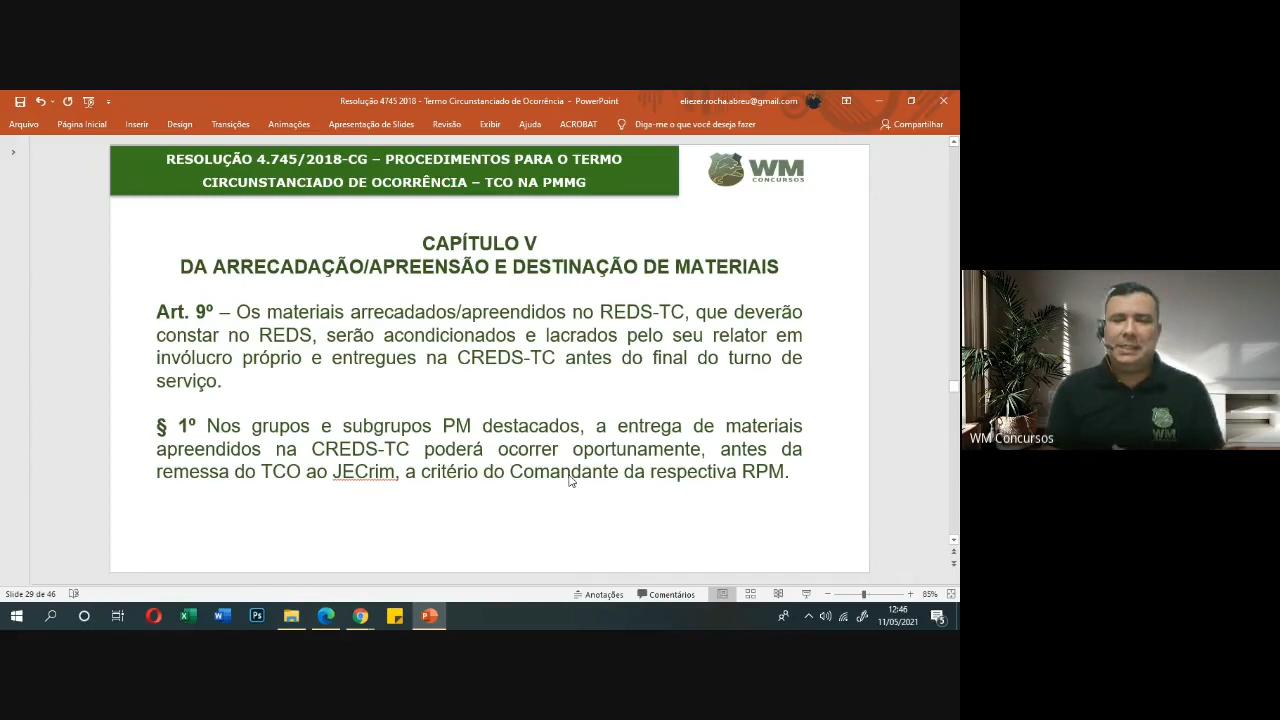 Resolução 4745 2018 - Termo Circunstanciado de Ocorrência - PowerPoint
eliezer.rocha.abreu@gmail.com
Arquivo Página Inicial Inserir Design Transições Animações Apresentação de Slides Revisão Exibir Ajuda ACROBAT Diga-me o que você deseja fazer Compartilhar
RESOLUÇÃO 4.745/2018-CG – PROCEDIMENTOS PARA O TERMO
CIRCUNSTANCIADO DE OCORRÊNCIA – TCO NA PMMG
WM
CONCURSOS
CAPÍTULO V
DA ARRECADAÇÃO/APREENSÃO E DESTINAÇÃO DE MATERIAIS
Art. 9º – Os materiais arrecadados/apreendidos no REDS-TC, que deverão
constar no REDS, serão acondicionados e lacrados pelo seu relator em
invólucro próprio e entregues na CREDS-TC antes do final do turno de
serviço.
§ 1º Nos grupos e subgrupos PM destacados, a entrega de materiais
apreendidos na CREDS-TC poderá ocorrer oportunamente, antes da
remessa do TCO ao JECrim, a critério do Comandante da respectiva RPM.
WM
WM Concursos
Slide 29 de 46
Anotações Comentários
85%
Ps
12:46
11/05/2021
5